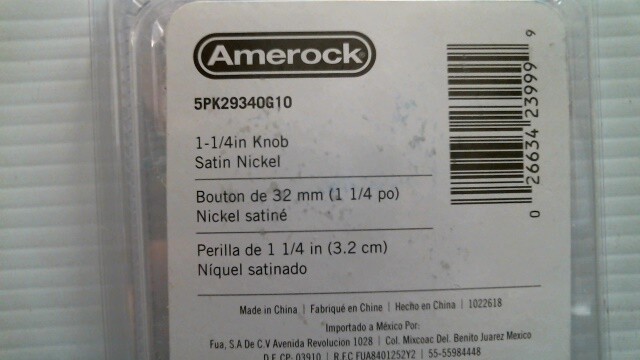 Amerock
5PK29340G10
1-1/4in Knob
Satin Nickel
Bouton de 32 mm (1 1/4 po)
Nickel satiné
Perilla de 1 1/4 in (3.2 cm)
Níquel satinado
0 26634 23999 9
Made in China | Fabriqué en Chine | Hecho en China | 1022618
Importado a México Por:
Fua, S.A De C.V Avenida Revolucion 1028 | Col. Mixcoac Del. Benito Juarez Mexico
D.F CP- 03910 | R.F.C FUA8401252Y2 | 55-55984448